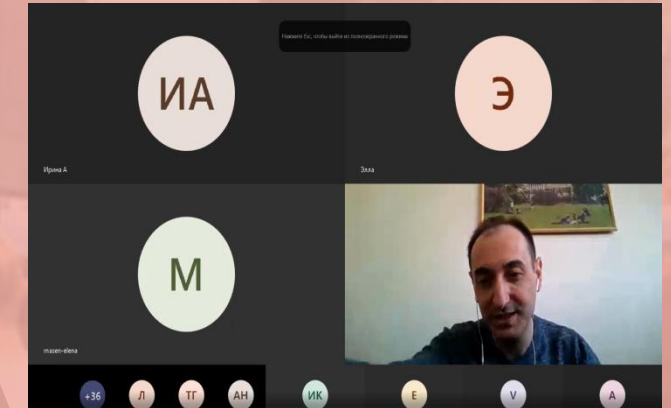 Нажмите Esc, чтобы выйти из полноэкранного режима
ИА
Э
Ирина А
Элла
М
masen-elena
+36
Л
ТГ
АН
ИК
Е
V
А